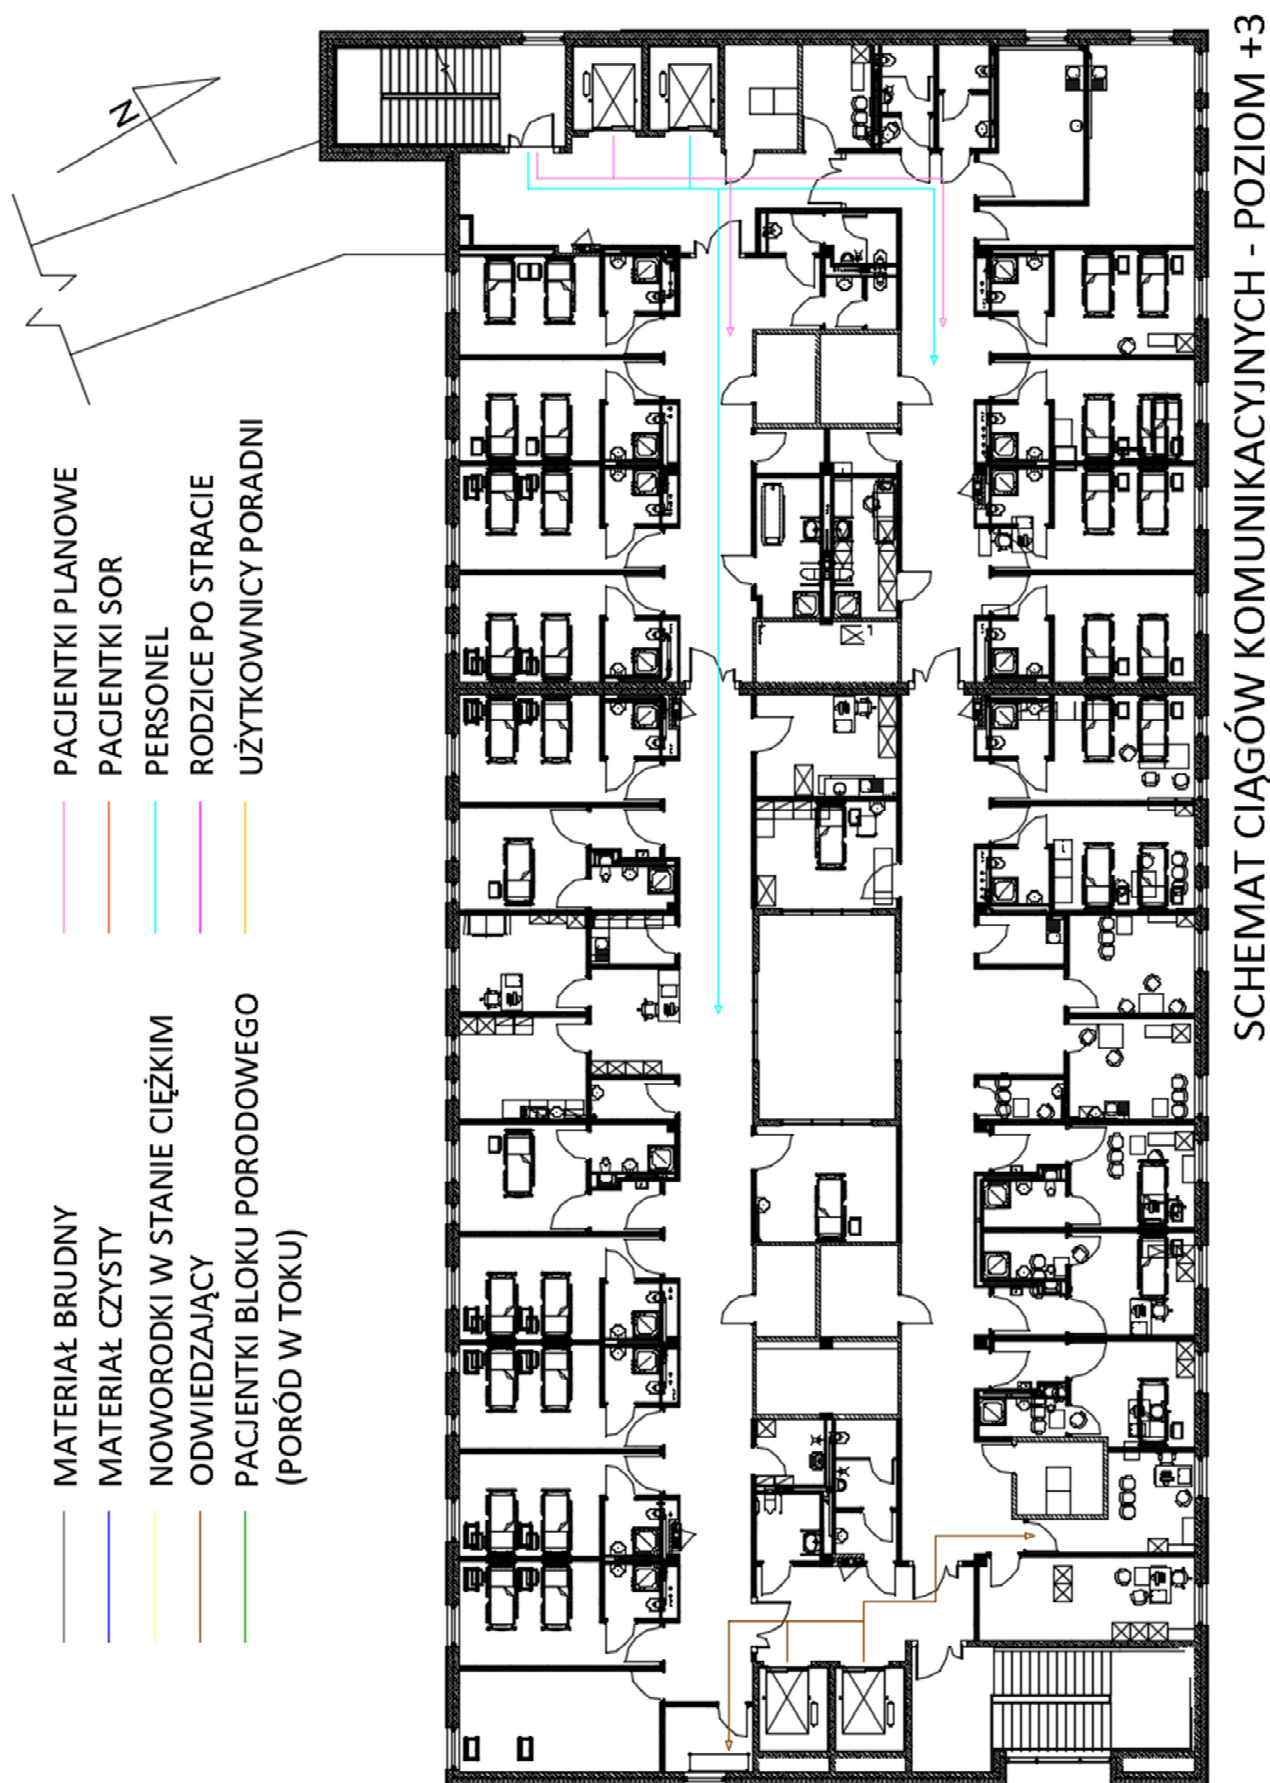 SCHEMAT CIĄGÓW KOMUNIKACYJNYCH - POZIOM +3
N
MATERIAŁ BRUDNY
MATERIAŁ CZYSTY
NOWORODKI W STANIE CIĘŻKIM
ODWIEDZAJĄCY
PACJENTKI BLOKU PORODOWEGO
(PORÓD W TOKU)
PACIENTKI PLANOWE
PACJENTKI SOR
PERSONEL
RODZICE PO STRACIE
UŻYTKOWNICY PORADNI